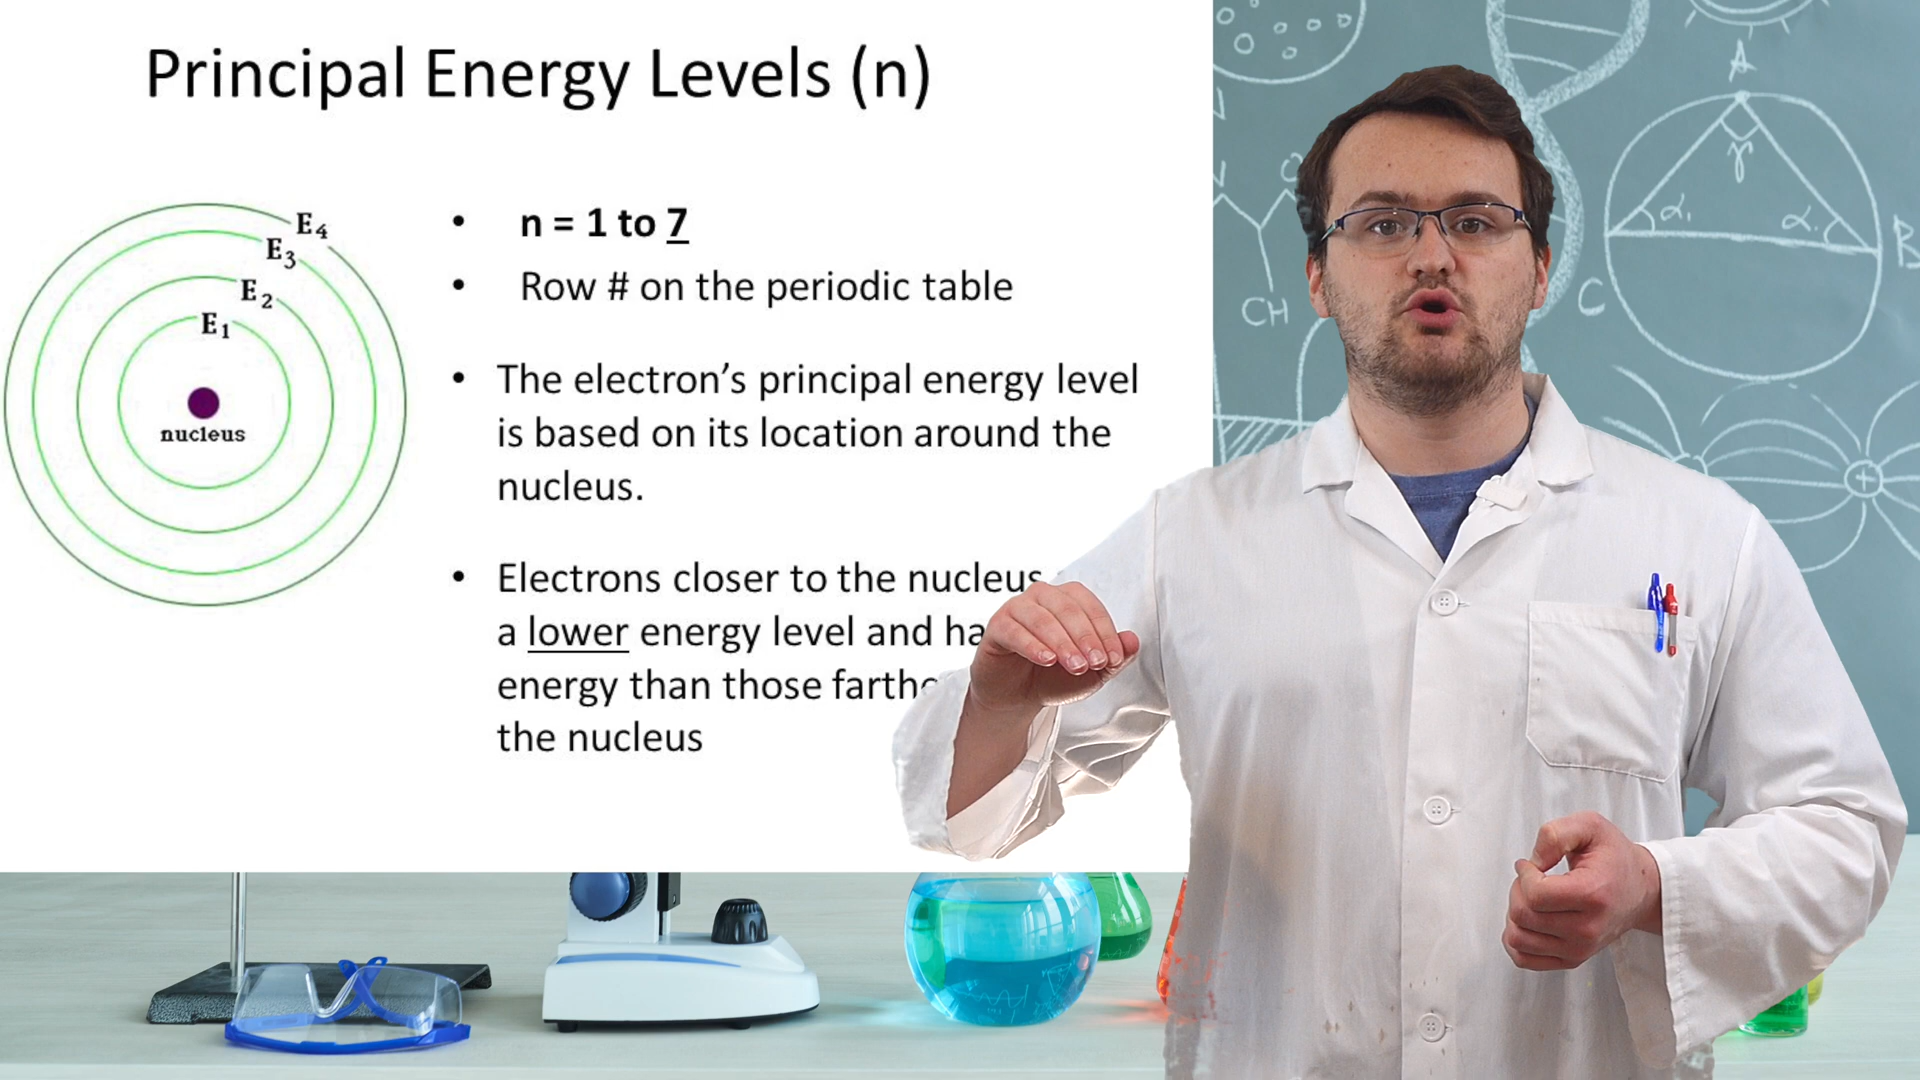 Principal Energy Levels (n)
E4
E3
E2
E1
nucleus
• n = 1 to 7
• Row # on the periodic table
• The electron’s principal energy level
is based on its location around the
nucleus.
• Electrons closer to the nucleus
a lower energy level and
energy than those
the nucleus
A
γ
α₁
α₁
B
C
CH
+